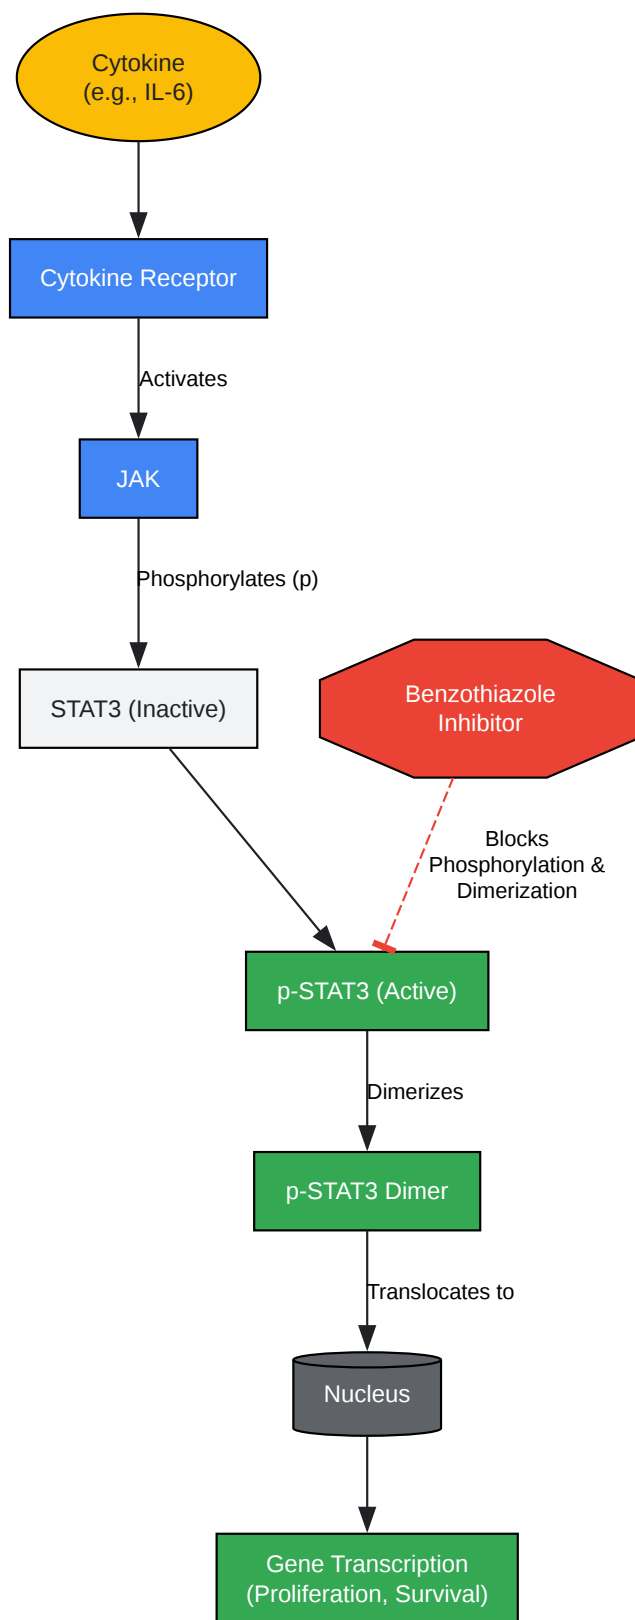 Cytokine
(e.g., IL-6)
Cytokine Receptor
Activates
JAK
Phosphorylates (p)
STAT3 (Inactive)
Benzothiazole
Inhibitor
Blocks
Phosphorylation &
Dimerization
p-STAT3 (Active)
Dimerizes
p-STAT3 Dimer
Translocates to
Nucleus
Gene Transcription
(Proliferation, Survival)